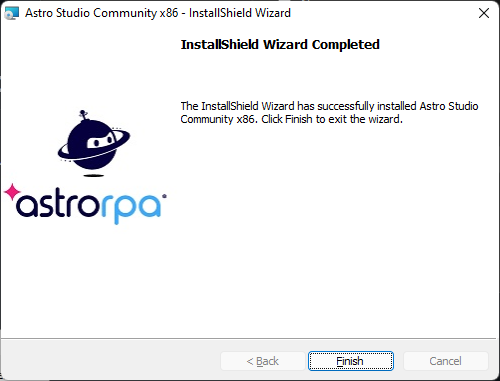 Astro Studio Community x86 - InstallShield Wizard
InstallShield Wizard Completed
The InstallShield Wizard has successfully installed Astro Studio
Community x86. Click Finish to exit the wizard.
astrorpa
< Back
Finish
Cancel